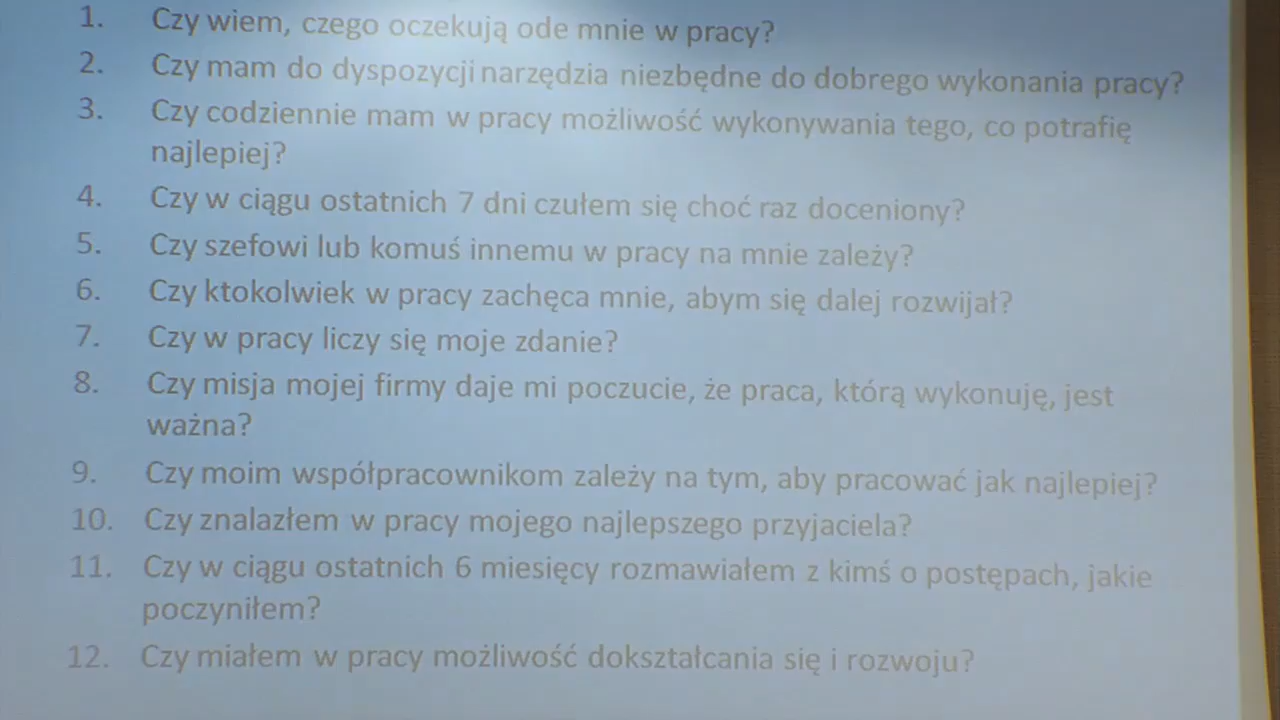 1. Czy wiem, czego oczekują ode mnie w pracy?
2. Czy mam do dyspozycji narzędzia niezbędne do dobrego wykonania pracy?
3. Czy codziennie mam w pracy możliwość wykonywania tego, co potrafię
najlepiej?
4. Czy w ciągu ostatnich 7 dni czułem się choć raz doceniony?
5. Czy szefowi lub komuś innemu w pracy na mnie zależy?
6. Czy ktokolwiek w pracy zachęca mnie, abym się dalej rozwijał?
7. Czy w pracy liczy się moje zdanie?
8. Czy misja mojej firmy daje mi poczucie, że praca, którą wykonuję, jest
ważna?
9. Czy moim współpracownikom zależy na tym, aby pracować jak najlepiej?
10. Czy znalazłem w pracy mojego najlepszego przyjaciela?
11. Czy w ciągu ostatnich 6 miesięcy rozmawiałem z kimś o postępach, jakie
poczyniłem?
12. Czy miałem w pracy możliwość dokształcania się i rozwoju?